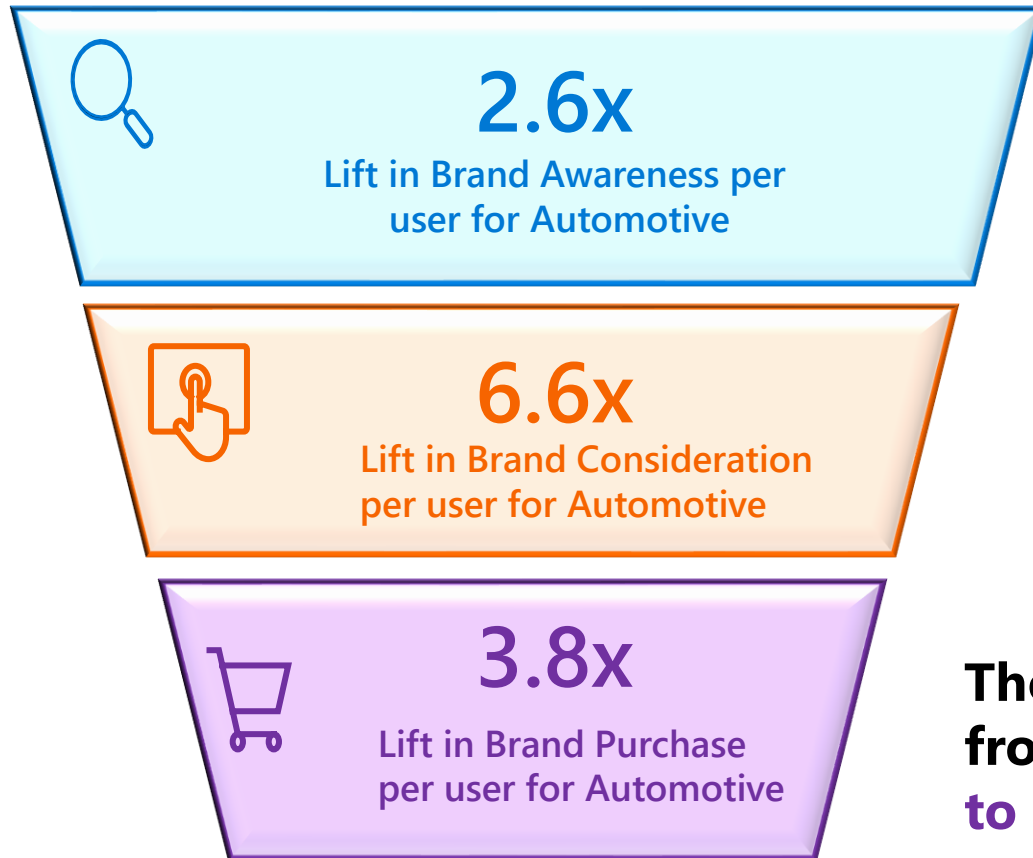 2.6x
Lift in Brand Awareness per
user for Automotive
6.6x
Lift in Brand Consideration
per user for Automotive
3.8x
Lift in Brand Purchase
per user for Automotive
to